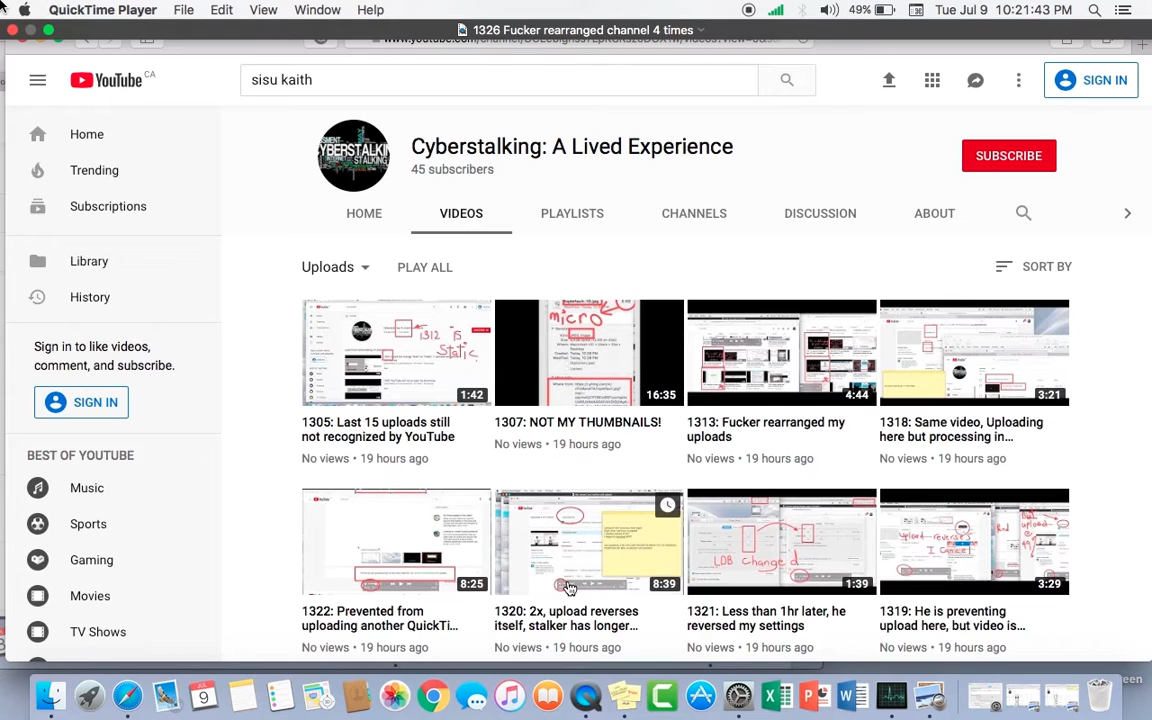 QuickTime Player File Edit View Window Help 49% Tue Jul 9 10:21:43 PM
1326 Fucker rearranged channel 4 times
YouTube CA
sisu kaith
SIGN IN
Home
Trending
Subscriptions
Library
History
Sign in to like videos,
comment, and subscribe.
SIGN IN
BEST OF YOUTUBE
Music
Sports
Gaming
Movies
TV Shows
Cyberstalking: A Lived Experience
45 subscribers
SUBSCRIBE
HOME VIDEOS PLAYLISTS CHANNELS DISCUSSION ABOUT
Uploads PLAY ALL SORT BY
CYBERSTALKING
1312 is
static
1:42
micro
16:35
4:44
3:21
1305: Last 15 uploads still
not recognized by YouTube
No views • 19 hours ago
1307: NOT MY THUMBNAILS!
No views • 19 hours ago
1313: Fucker rearranged my
uploads
No views • 19 hours ago
1318: Same video, Uploading
here but processing in...
No views • 19 hours ago
8:25
8:39
LDB changed
1:39
upload reverses
I cancel
3:29
1322: Prevented from
uploading another QuickTi...
No views • 19 hours ago
1320: 2x, upload reverses
itself, stalker has longer...
No views • 19 hours ago
1321: Less than 1hr later, he
reversed my settings
No views • 19 hours ago
1319: He is preventing
upload here, but video is...
No views • 19 hours ago